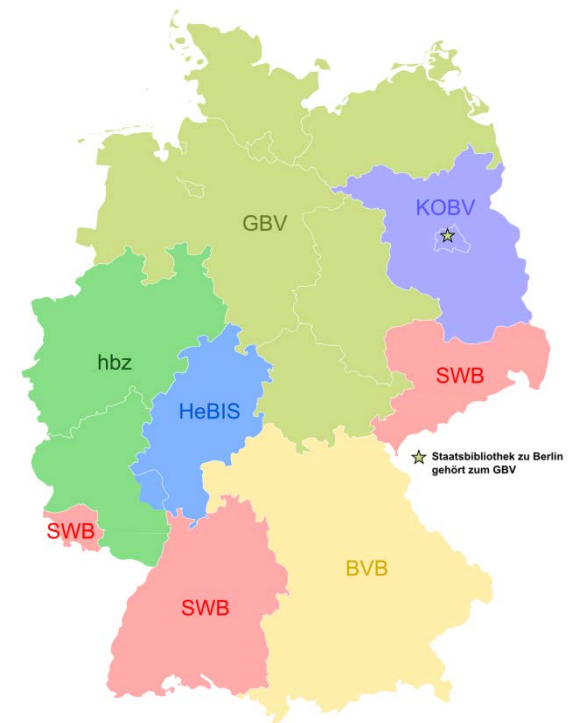 GBV
KOBV
hbz
SWB
HeBIS
Staatsbibliothek zu Berlin
gehört zum GBV
SWB
BVB
SWB